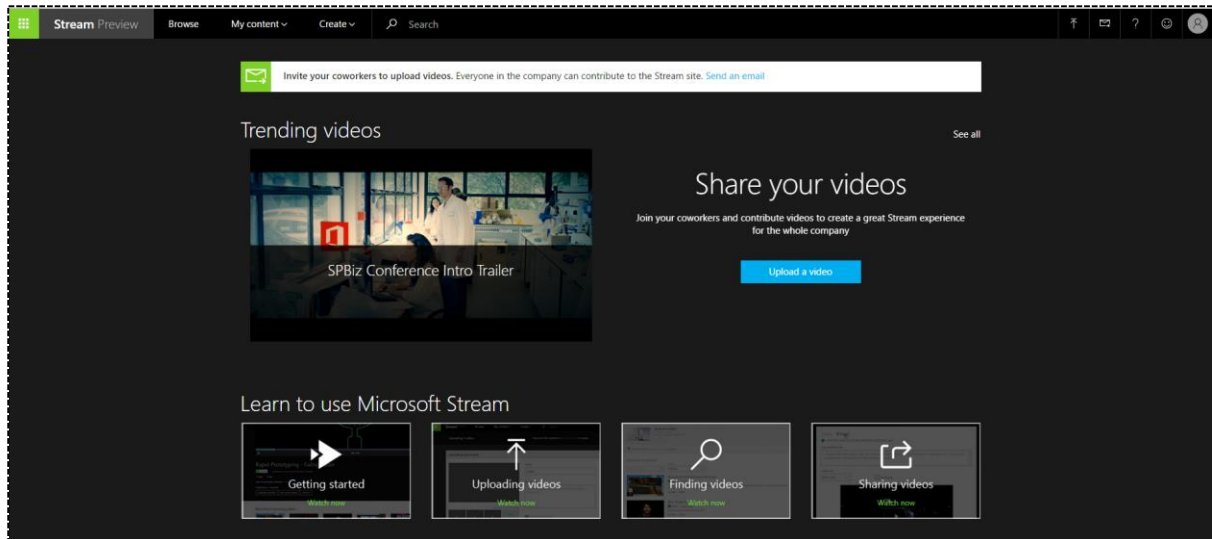 Stream Preview Browse My content Create Search ?
Invite your coworkers to upload videos. Everyone in the company can contribute to the Stream site. Send an email
Trending videos
See all
SPBiz Conference Intro Trailer
Share your videos
Join your coworkers and contribute videos to create a great Stream experience
for the whole company
Upload a video
Learn to use Microsoft Stream
Getting started
Watch now
Uploading videos
Watch now
Finding videos
Watch now
Sharing videos
Watch now